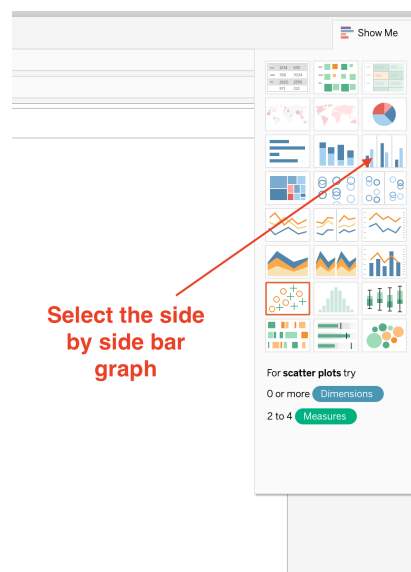 Show Me
Select the side
by side bar
graph
For scatter plots try
0 or more Dimensions
2 to 4 Measures